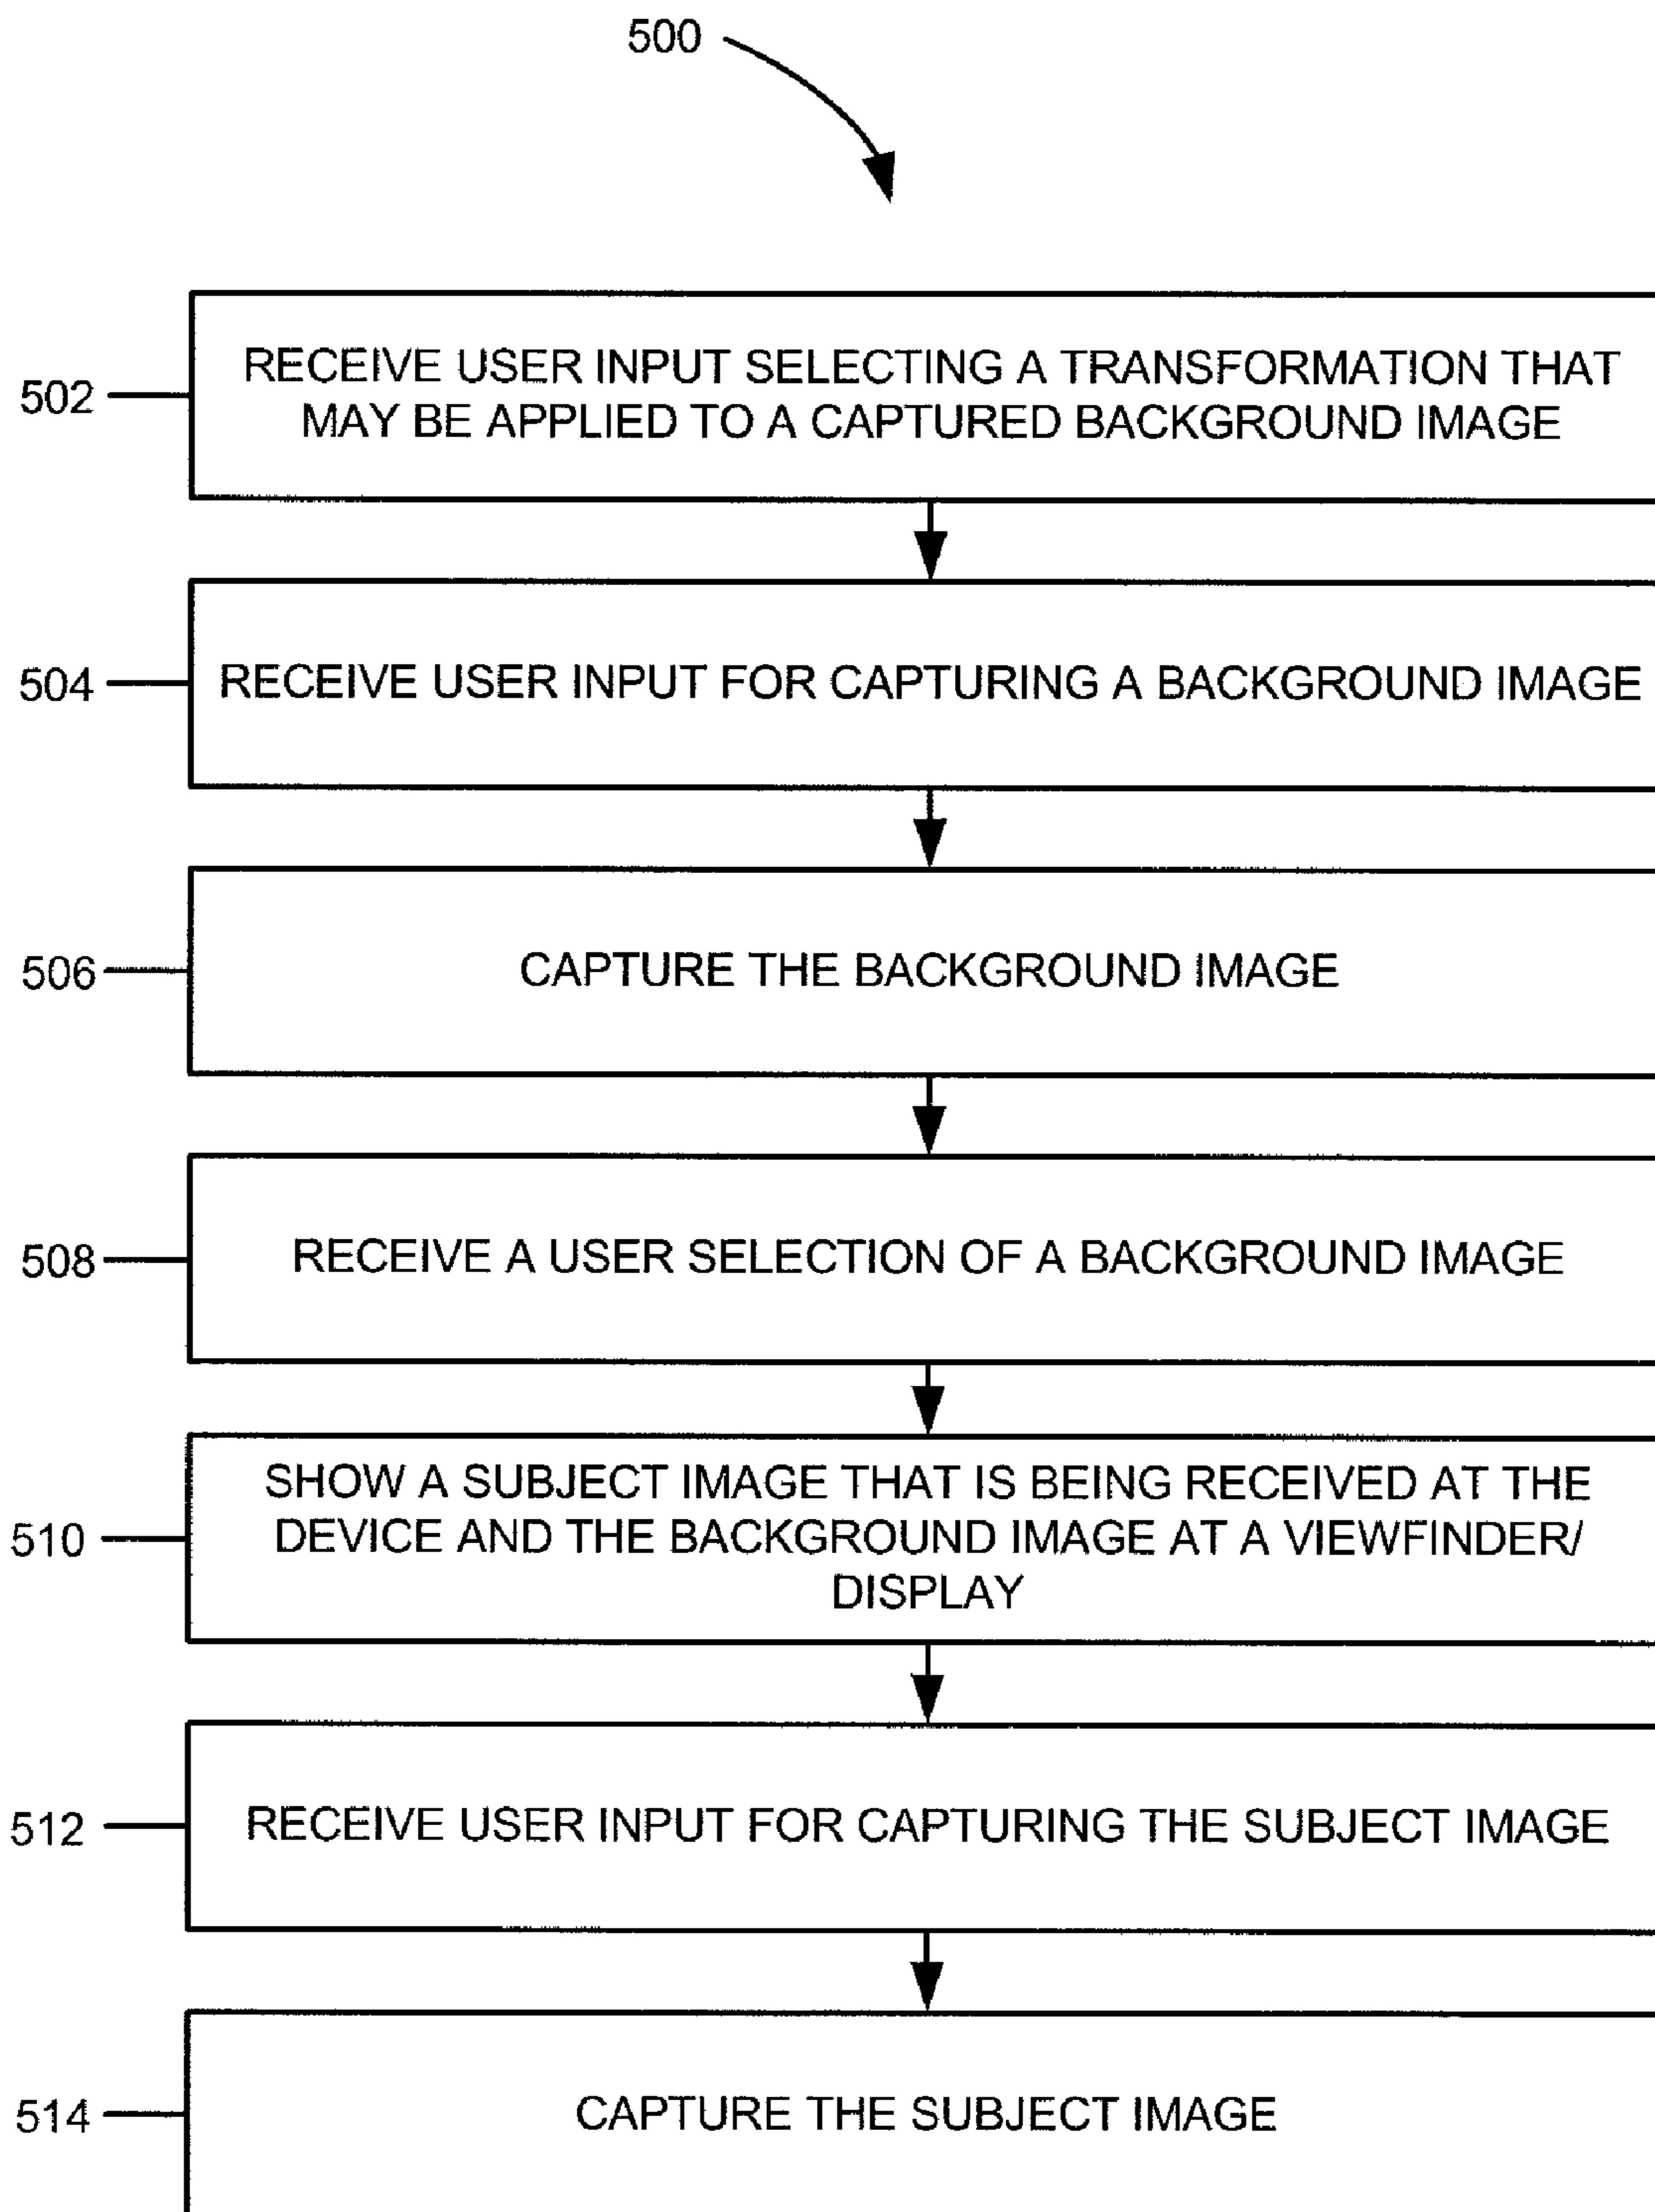 500
502
RECEIVE USER INPUT SELECTING A TRANSFORMATION THAT
MAY BE APPLIED TO A CAPTURED BACKGROUND IMAGE
504
RECEIVE USER INPUT FOR CAPTURING A BACKGROUND IMAGE
506
CAPTURE THE BACKGROUND IMAGE
508
RECEIVE A USER SELECTION OF A BACKGROUND IMAGE
510
SHOW A SUBJECT IMAGE THAT IS BEING RECEIVED AT THE
DEVICE AND THE BACKGROUND IMAGE AT A VIEWFINDER/
DISPLAY
512
RECEIVE USER INPUT FOR CAPTURING THE SUBJECT IMAGE
514
CAPTURE THE SUBJECT IMAGE